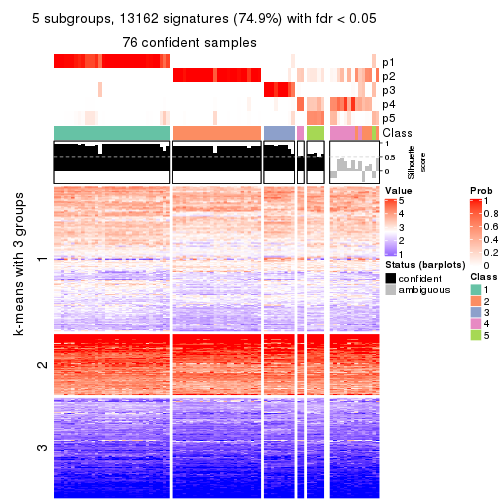 5 subgroups, 13162 signatures (74.9%) with fdr < 0.05
76 confident samples
p1
p2
p3
p4
p5
Class
1
0.5
0
Silhouette
score
k-means with 3 groups
1
2
3
Value
5
4
3
2
1
Status (barplots)
confident
ambiguous
Prob
1
0.8
0.6
0.4
0.2
0
Class
1
2
3
4
5